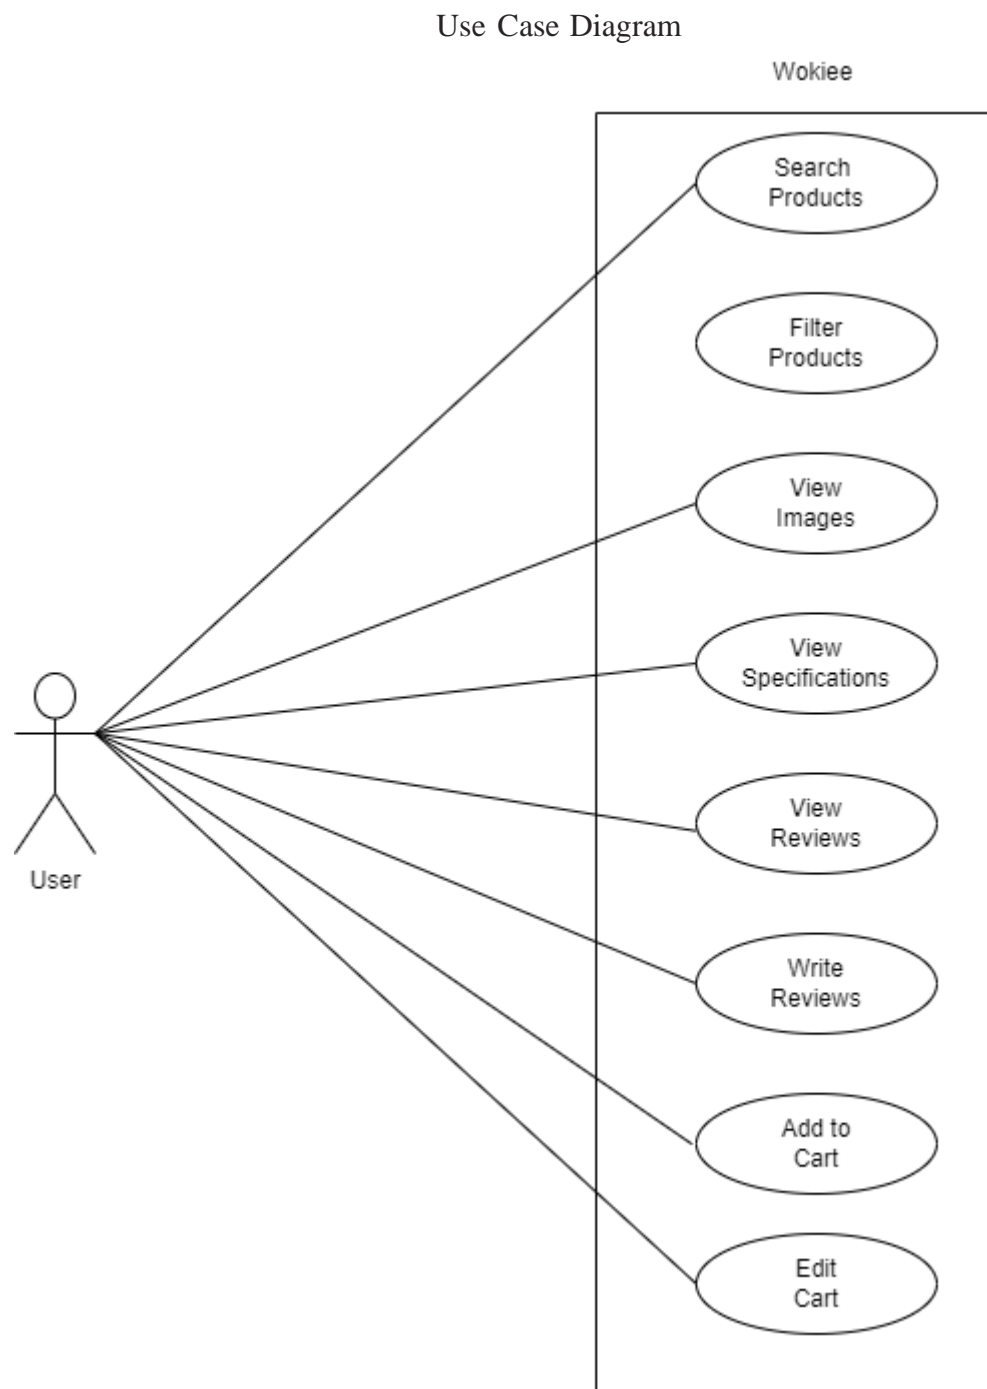 Use Case Diagram
Wokiee
Search
Products
Filter
Products
View
Images
View
Specifications
View
Reviews
User
Write
Reviews
Add to
Cart
Edit
Cart